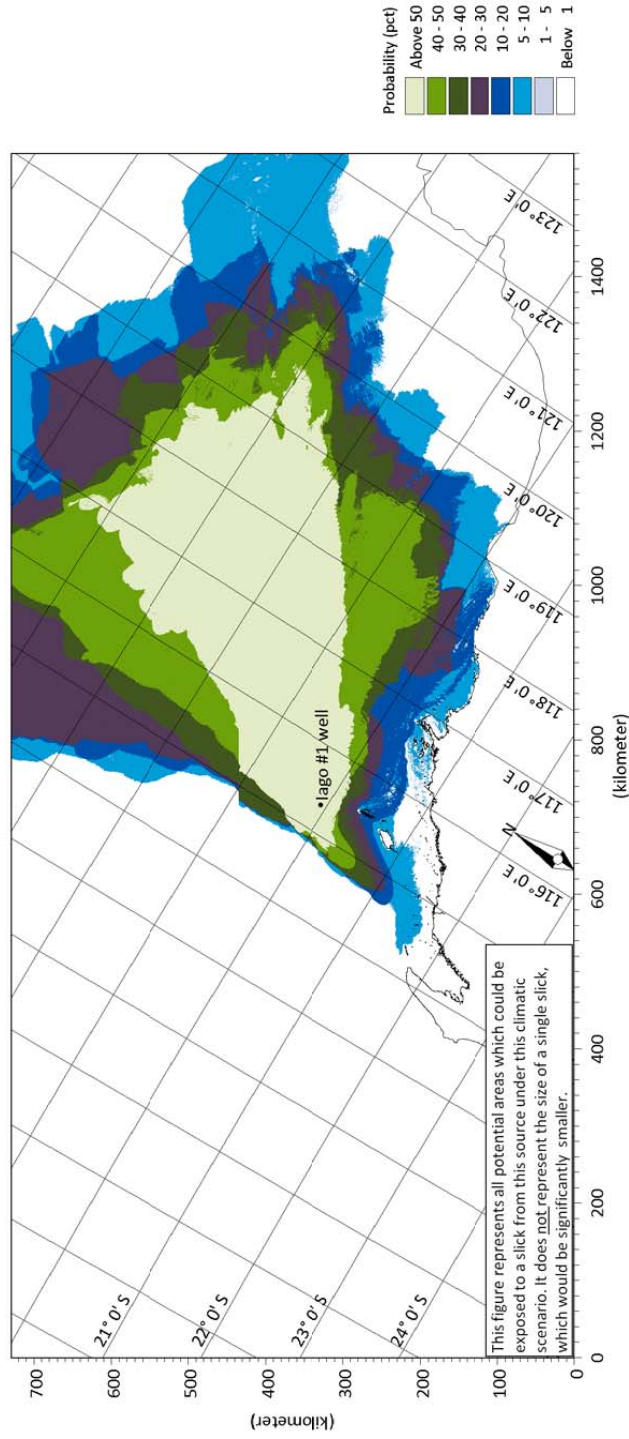 Probability (pct)
Above 50
40 - 50
30 - 40
20 - 30
10 - 20
5 - 10
1 - 5
Below 1
700
600
500
400
300
200
100
0
(kilometer)
21° 0' S
22° 0' S
23° 0' S
24° 0' S
•Iago #1 well
N
116° 0' E
117° 0' E
118° 0' E
119° 0' E
120° 0' E
121° 0' E
122° 0' E
123° 0' E
This figure represents all potential areas which could be
exposed to a slick from this source under this climatic
scenario. It does not represent the size of a single slick,
which would be significantly smaller.
0
200
400
600
800
1000
1200
1400
(kilometer)